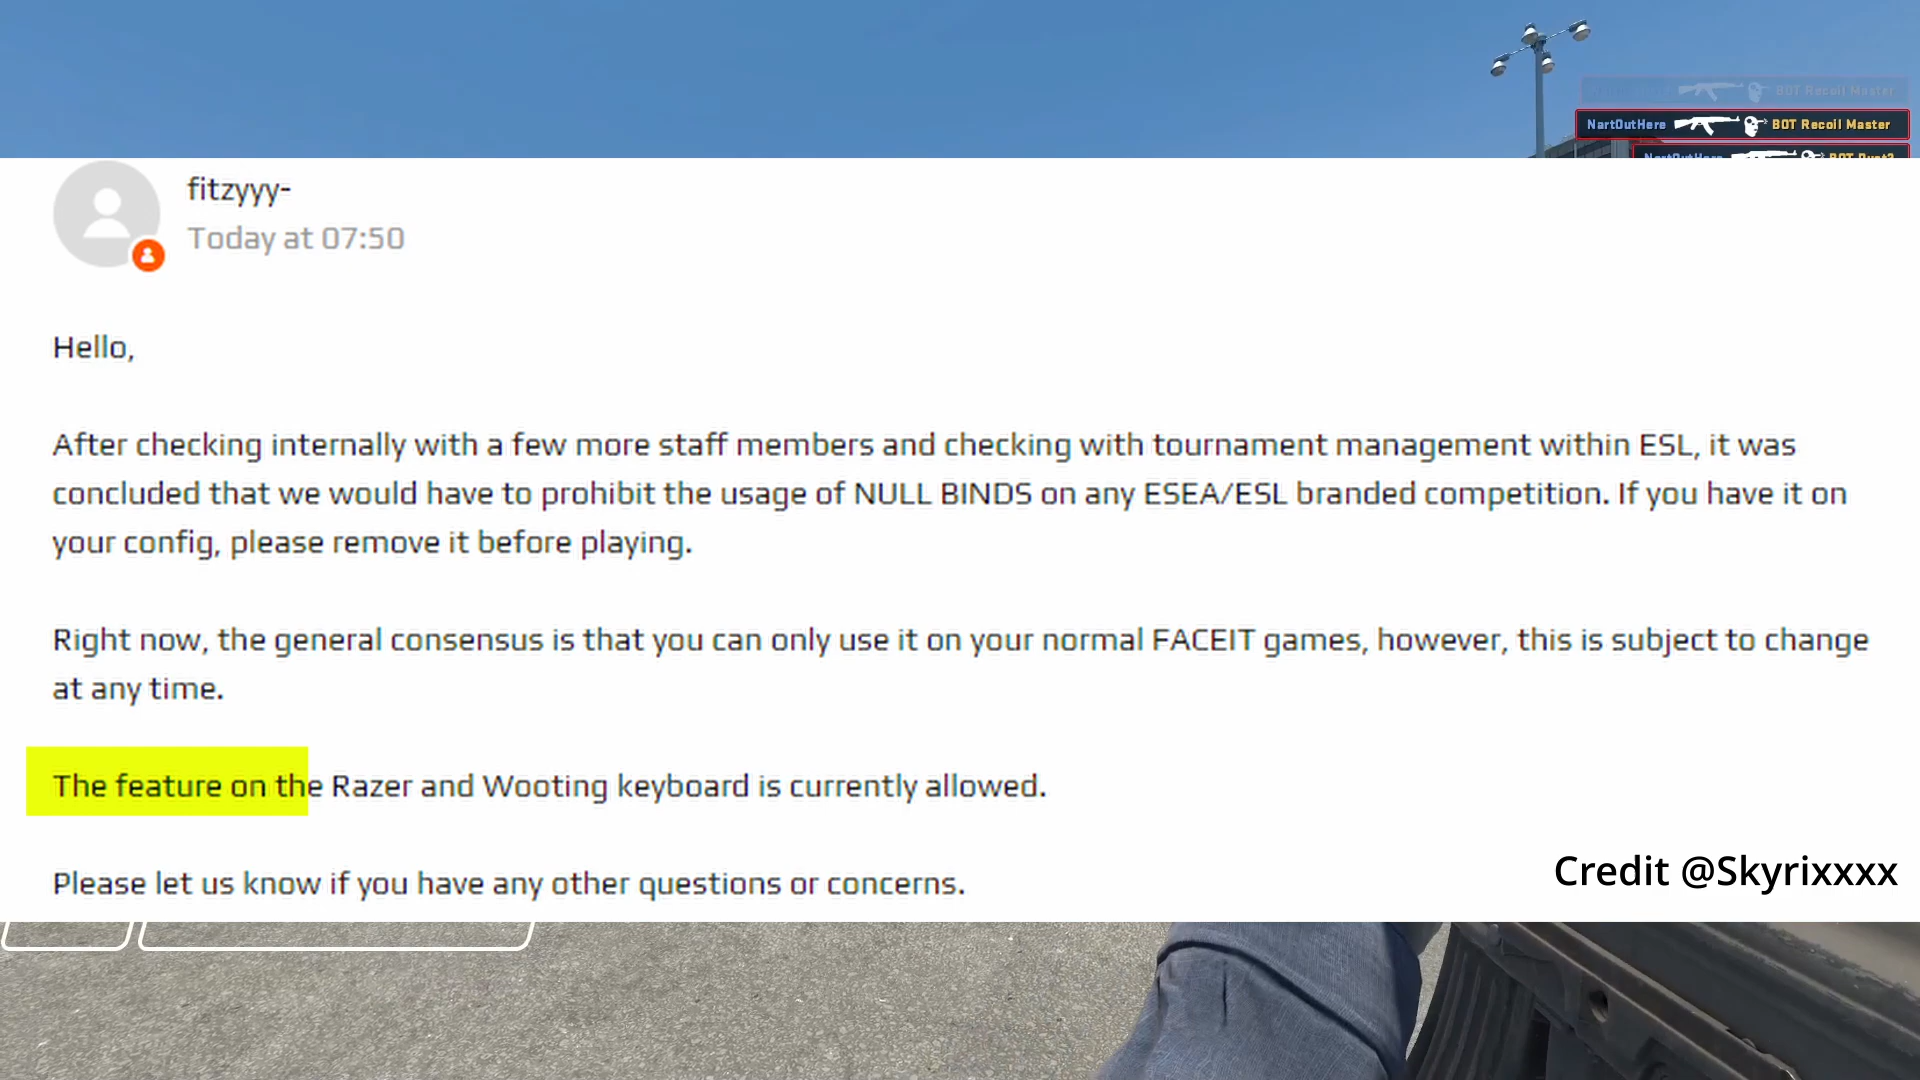 BOT Recoil Master
NartOutHere BOT Recoil Master
NartOutHere
fitzyyy-
Today at 07:50
Hello,
After checking internally with a few more staff members and checking with tournament management within ESL, it was
concluded that we would have to prohibit the usage of NULL BINDS on any ESEA/ESL branded competition. If you have it on
your config, please remove it before playing.
Right now, the general consensus is that you can only use it on your normal FACEIT games, however, this is subject to change
at any time.
The feature on the Razer and Wooting keyboard is currently allowed.
Please let us know if you have any other questions or concerns.
Credit @Skyrixxxx